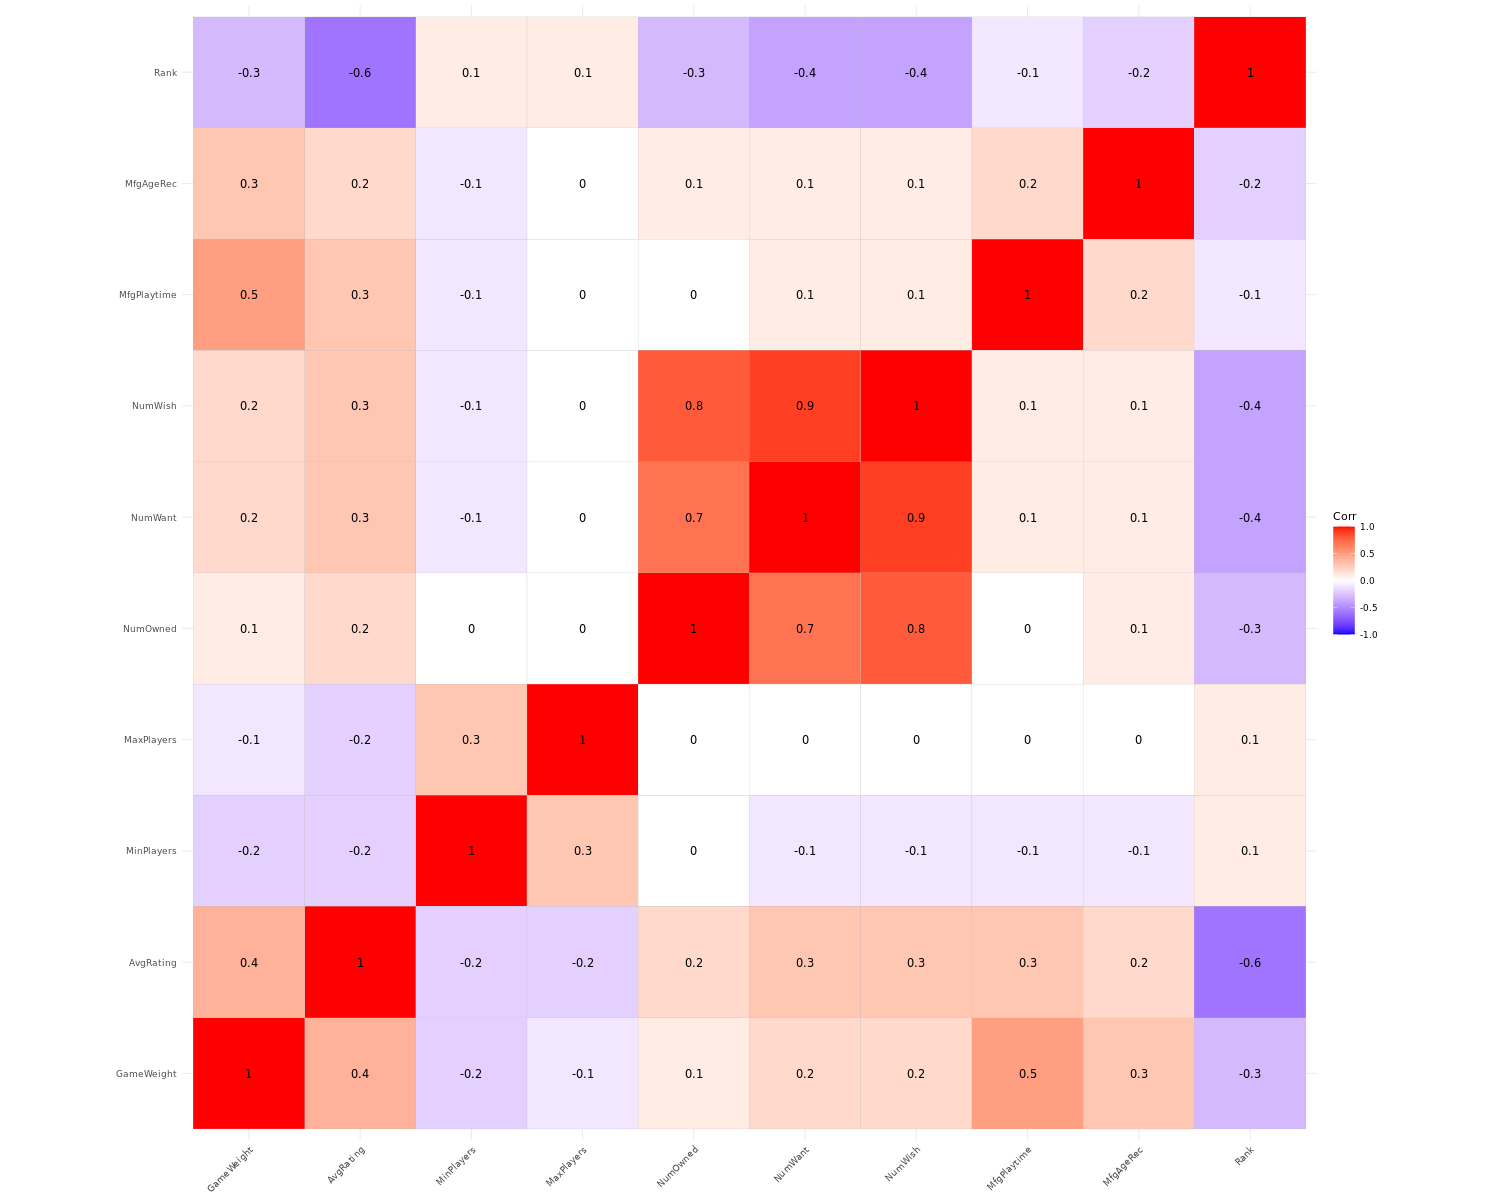 Rank -0.3 -0.6 0.1 0.1 -0.3 -0.4 -0.4 -0.1 -0.2 1
MfgAgeRec 0.3 0.2 -0.1 0 0.1 0.1 0.1 0.2 1 -0.2
MfgPlaytime 0.5 0.3 -0.1 0 0 0.1 0.1 1 0.2 -0.1
NumWish 0.2 0.3 -0.1 0 0.8 0.9 1 0.1 0.1 -0.4
NumWant 0.2 0.3 -0.1 0 0.7 1 0.9 0.1 0.1 -0.4
NumOwned 0.1 0.2 0 0 1 0.7 0.8 0 0.1 -0.3
MaxPlayers -0.1 -0.2 0.3 1 0 0 0 0 0 0.1
MinPlayers -0.2 -0.2 1 0.3 0 -0.1 -0.1 -0.1 -0.1 0.1
AvgRating 0.4 1 -0.2 -0.2 0.2 0.3 0.3 0.3 0.2 -0.6
GameWeight 1 0.4 -0.2 -0.1 0.1 0.2 0.2 0.5 0.3 -0.3
GameWeight AvgRating MinPlayers MaxPlayers NumOwned NumWant NumWish MfgPlaytime MfgAgeRec Rank
Corr
1.0
0.5
0.0
-0.5
-1.0